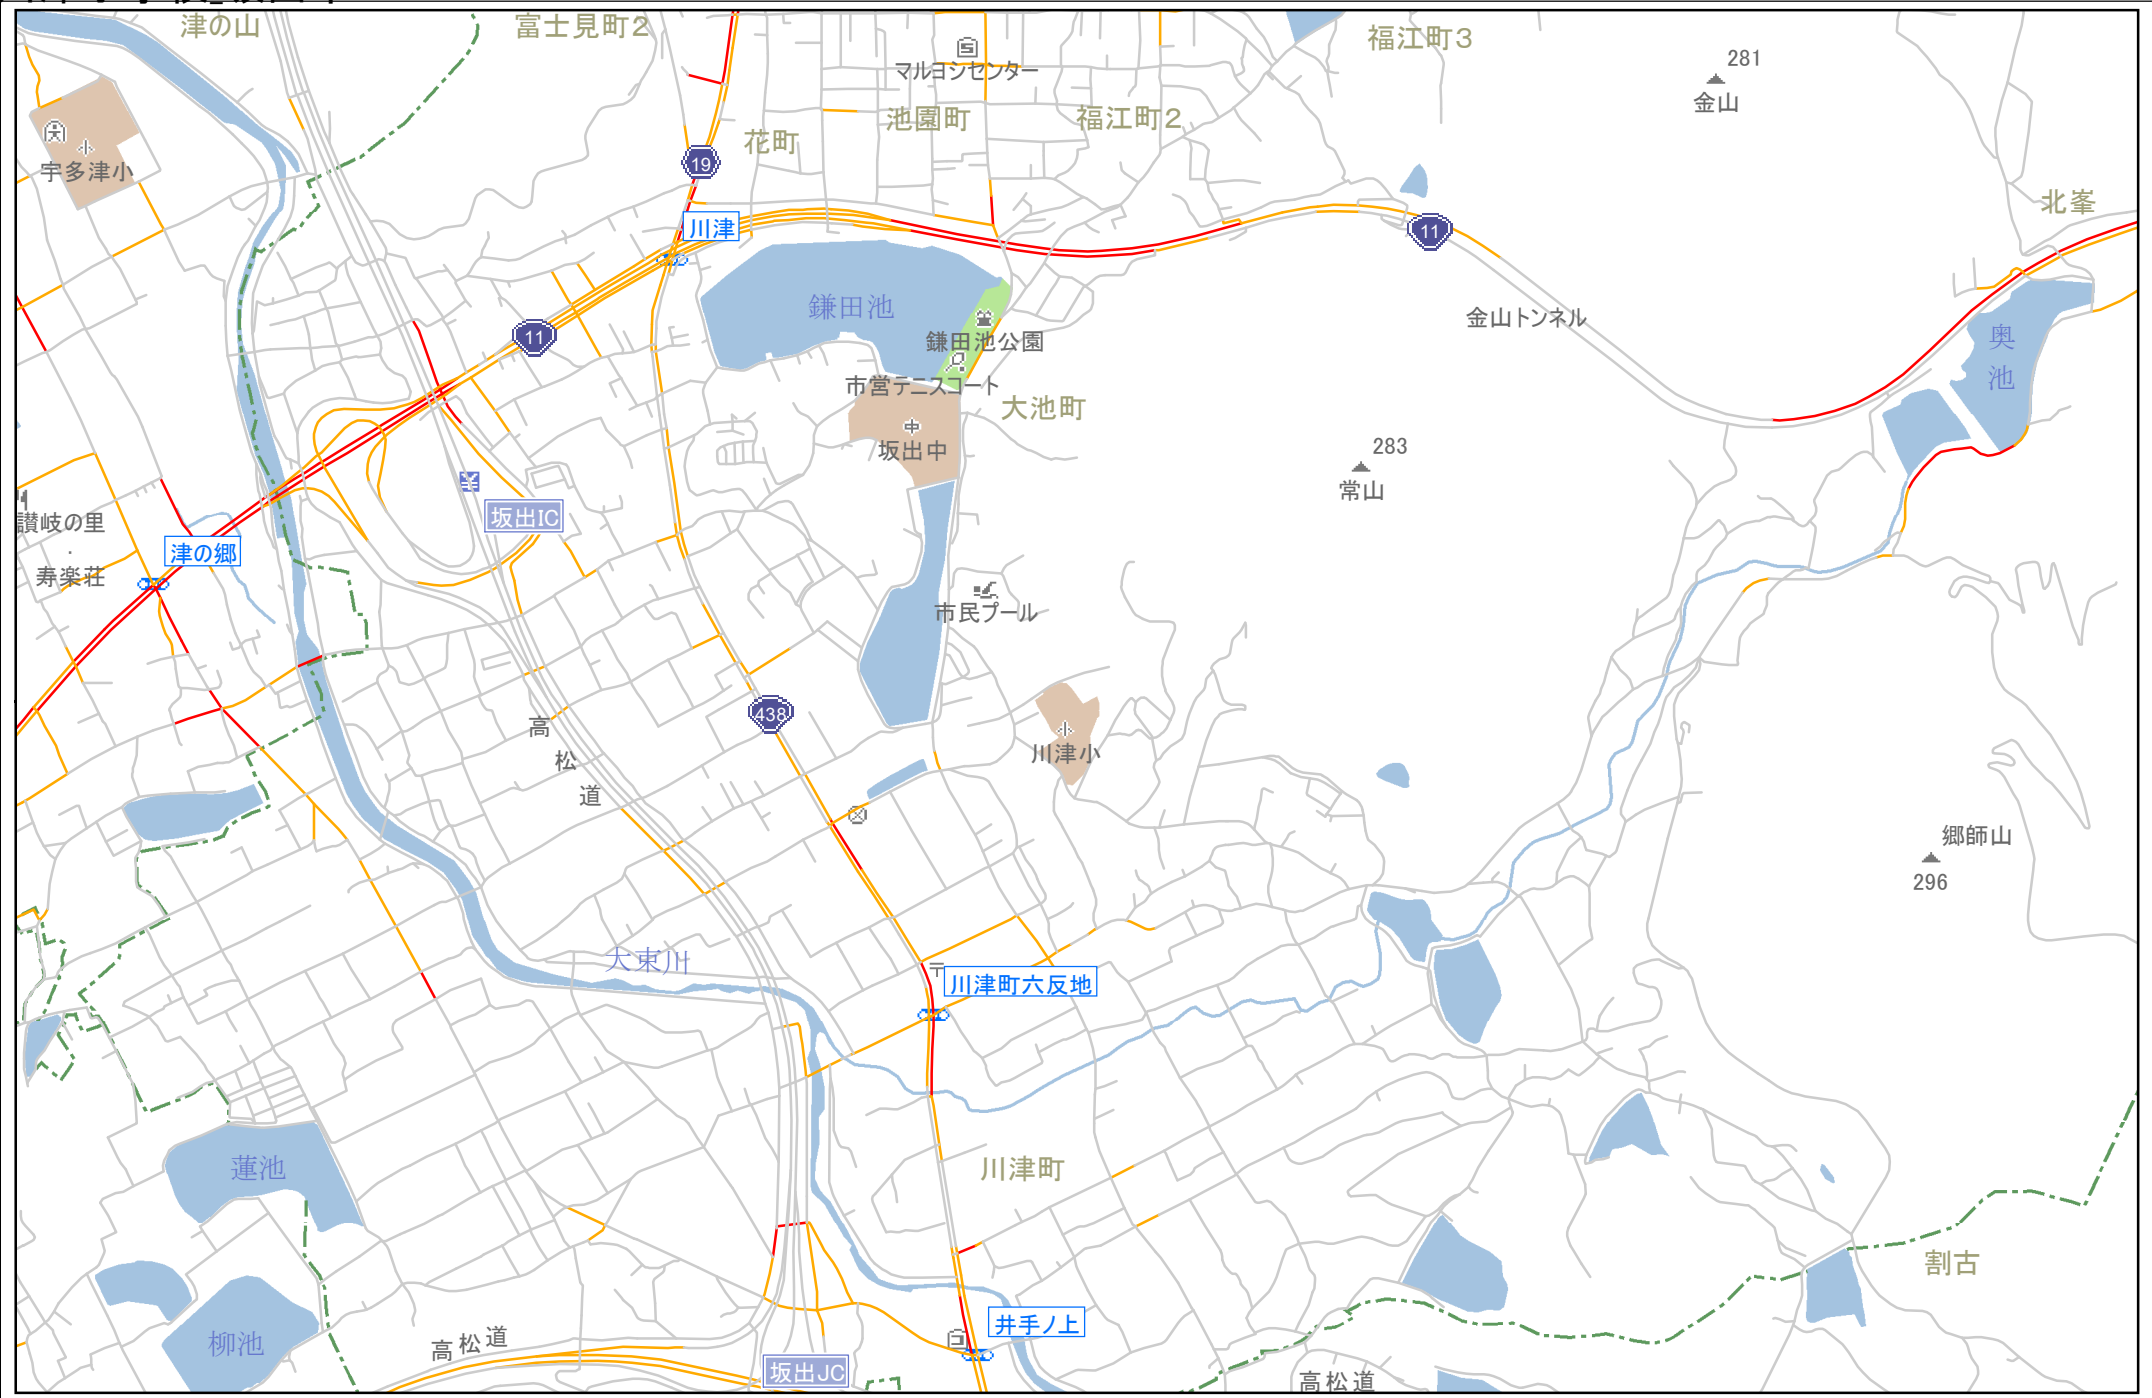 津の山
富士見町2
福江町3
マルヨシセンター
281
金山
池園町
福江町2
花町
19
宇多津小
北峯
川津
11
鎌田池
金山トンネル
11
鎌田池公園
奥池
市営テニスコート
大池町
中
坂出中
283
常山
坂出IC
讃岐の里
・
寿楽荘
津の郷
市民プール
438
高松道
小
川津小
郷師山
296
大束川
川津町六反地
蓮池
川津町
割古
井手ノ上
柳池
高松道
坂出JC
高松道